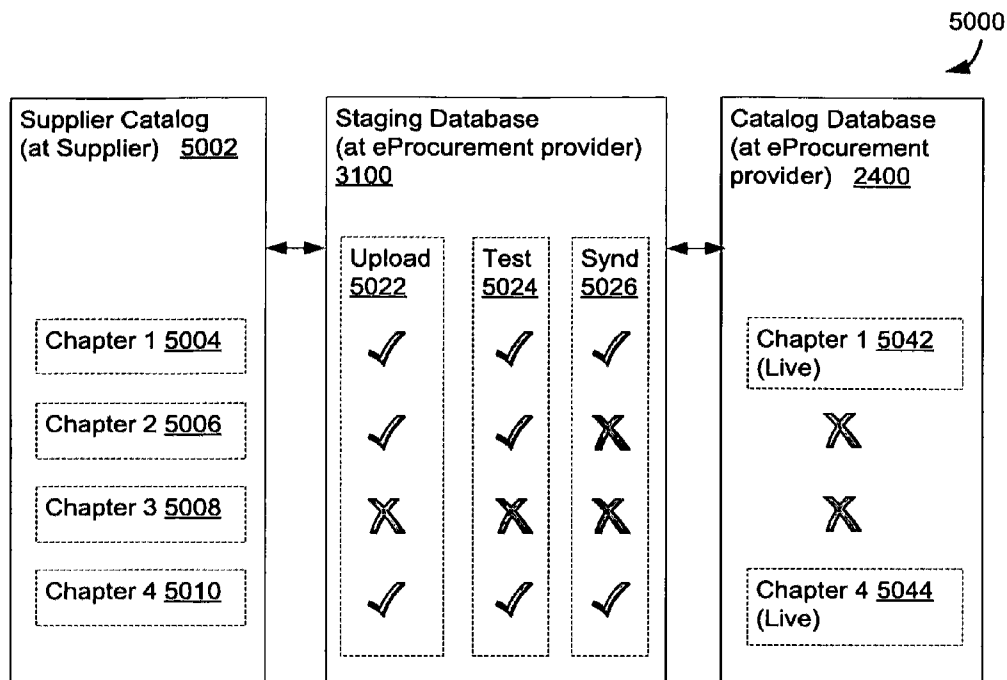 5000
Supplier Catalog
(at Supplier) 5002
Staging Database
(at eProcurement provider)
3100
Catalog Database
(at eProcurement
provider) 2400
Upload
5022
Test
5024
Synd
5026
Chapter 1 5004
Chapter 1 5042
(Live)
Chapter 2 5006
Chapter 3 5008
Chapter 4 5010
Chapter 4 5044
(Live)